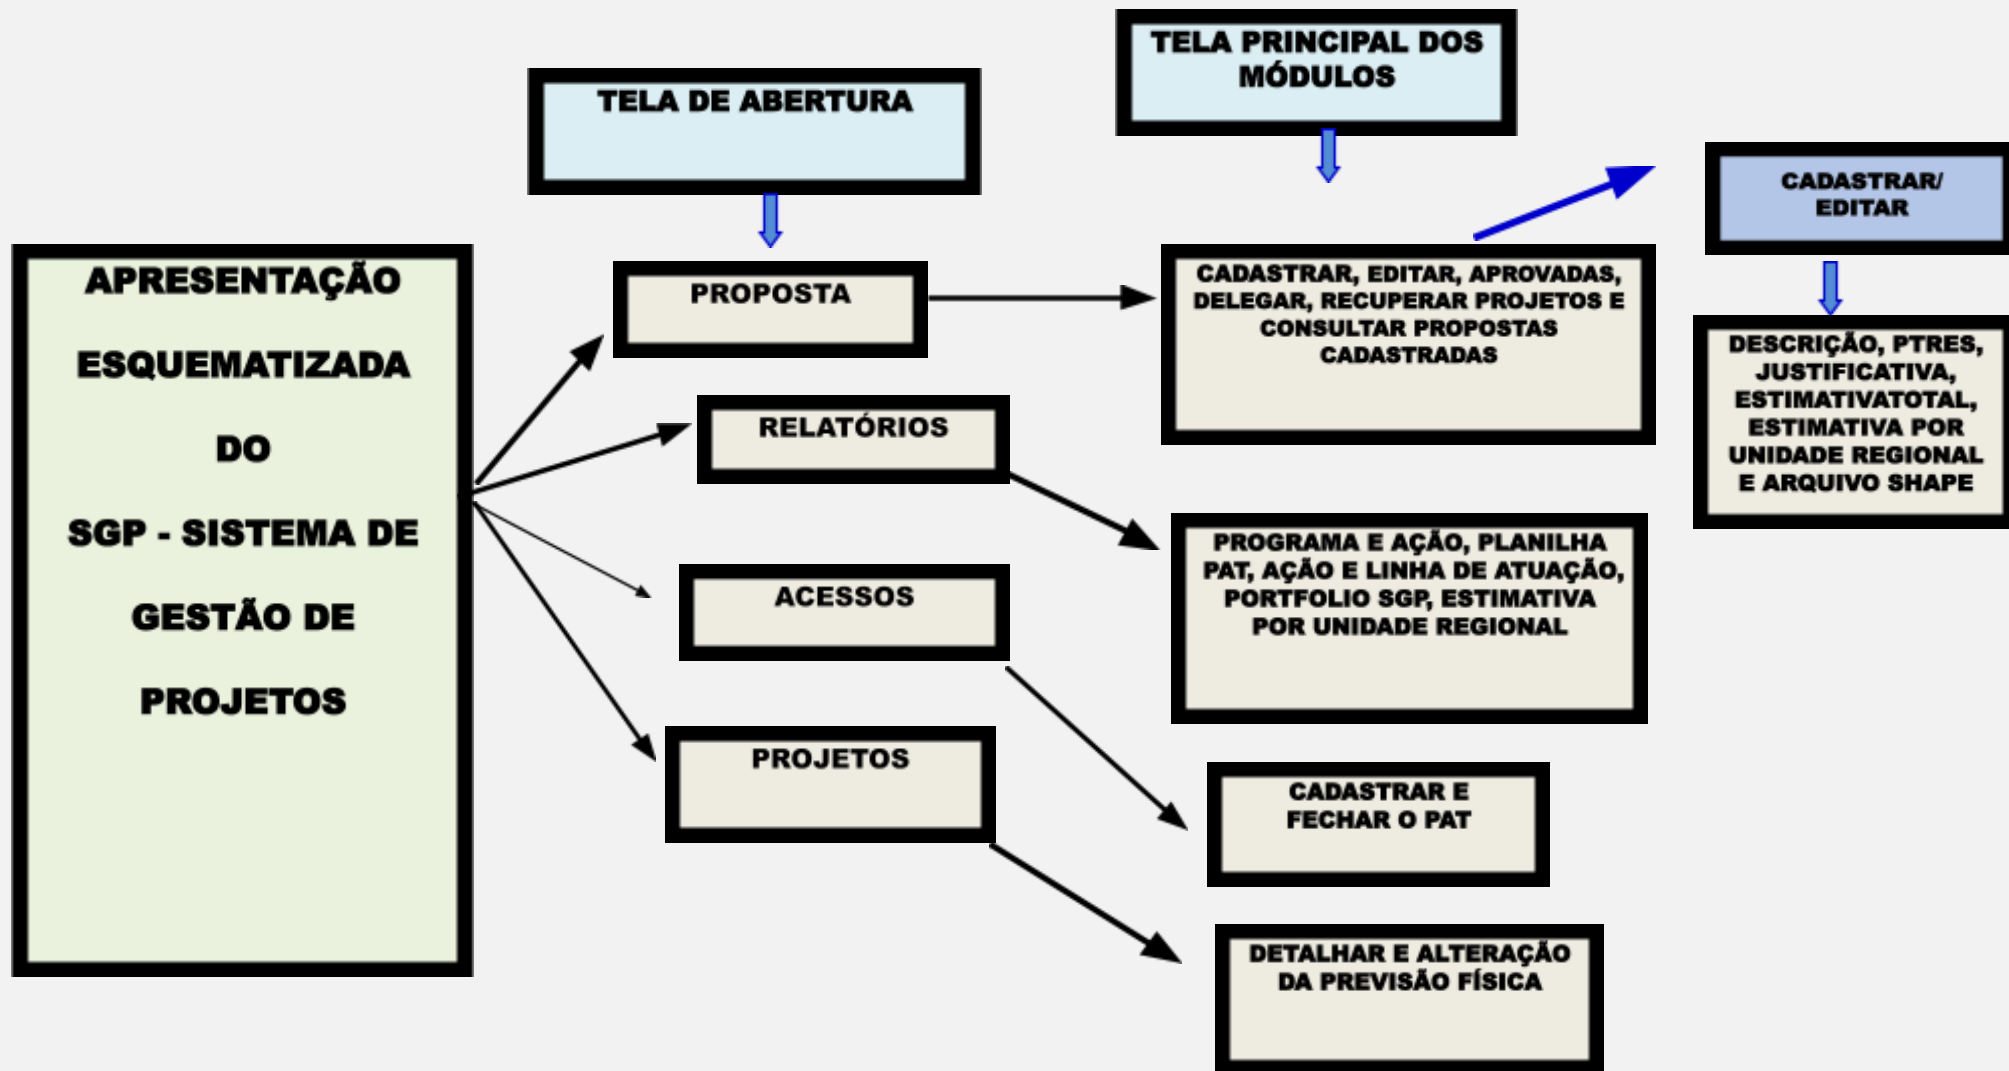 APRESENTAÇÃO
ESQUEMATIZADA
DO
SGP - SISTEMA DE
GESTÃO DE
PROJETOS
TELA DE ABERTURA
PROPOSTA
RELATÓRIOS
ACESSOS
PROJETOS
TELA PRINCIPAL DOS
MÓDULOS
CADASTRAR, EDITAR, APROVADAS,
DELEGAR, RECUPERAR PROJETOS E
CONSULTAR PROPOSTAS
CADASTRADAS
PROGRAMA E AÇÃO, PLANILHA
PAT, AÇÃO E LINHA DE ATUAÇÃO,
PORTFOLIO SGP, ESTIMATIVA
POR UNIDADE REGIONAL
CADASTRAR E
FECHAR O PAT
DETALHAR E ALTERAÇÃO
DA PREVISÃO FÍSICA
CADASTRAR/
EDITAR
DESCRIÇÃO, PTRES,
JUSTIFICATIVA,
ESTIMATIVATOTAL,
ESTIMATIVA POR
UNIDADE REGIONAL
E ARQUIVO SHAPE